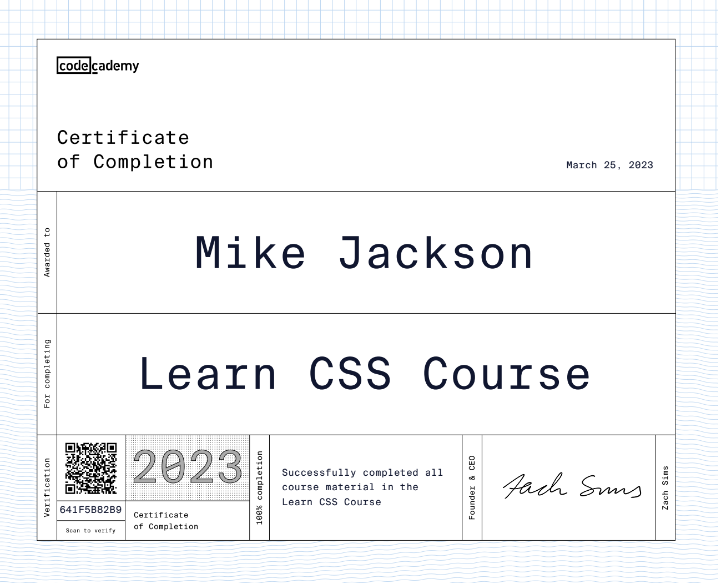 codecademy
Certificate
of Completion
March 25, 2023
Awarded to
Mike Jackson
For completing
Learn CSS Course
Verification
641F5B82B9
Scan to verify
2023
Certificate
of Completion
100% completion
Successfully completed all
course material in the
Learn CSS Course
Founder & CEO
Zach Sims
Zach Sims